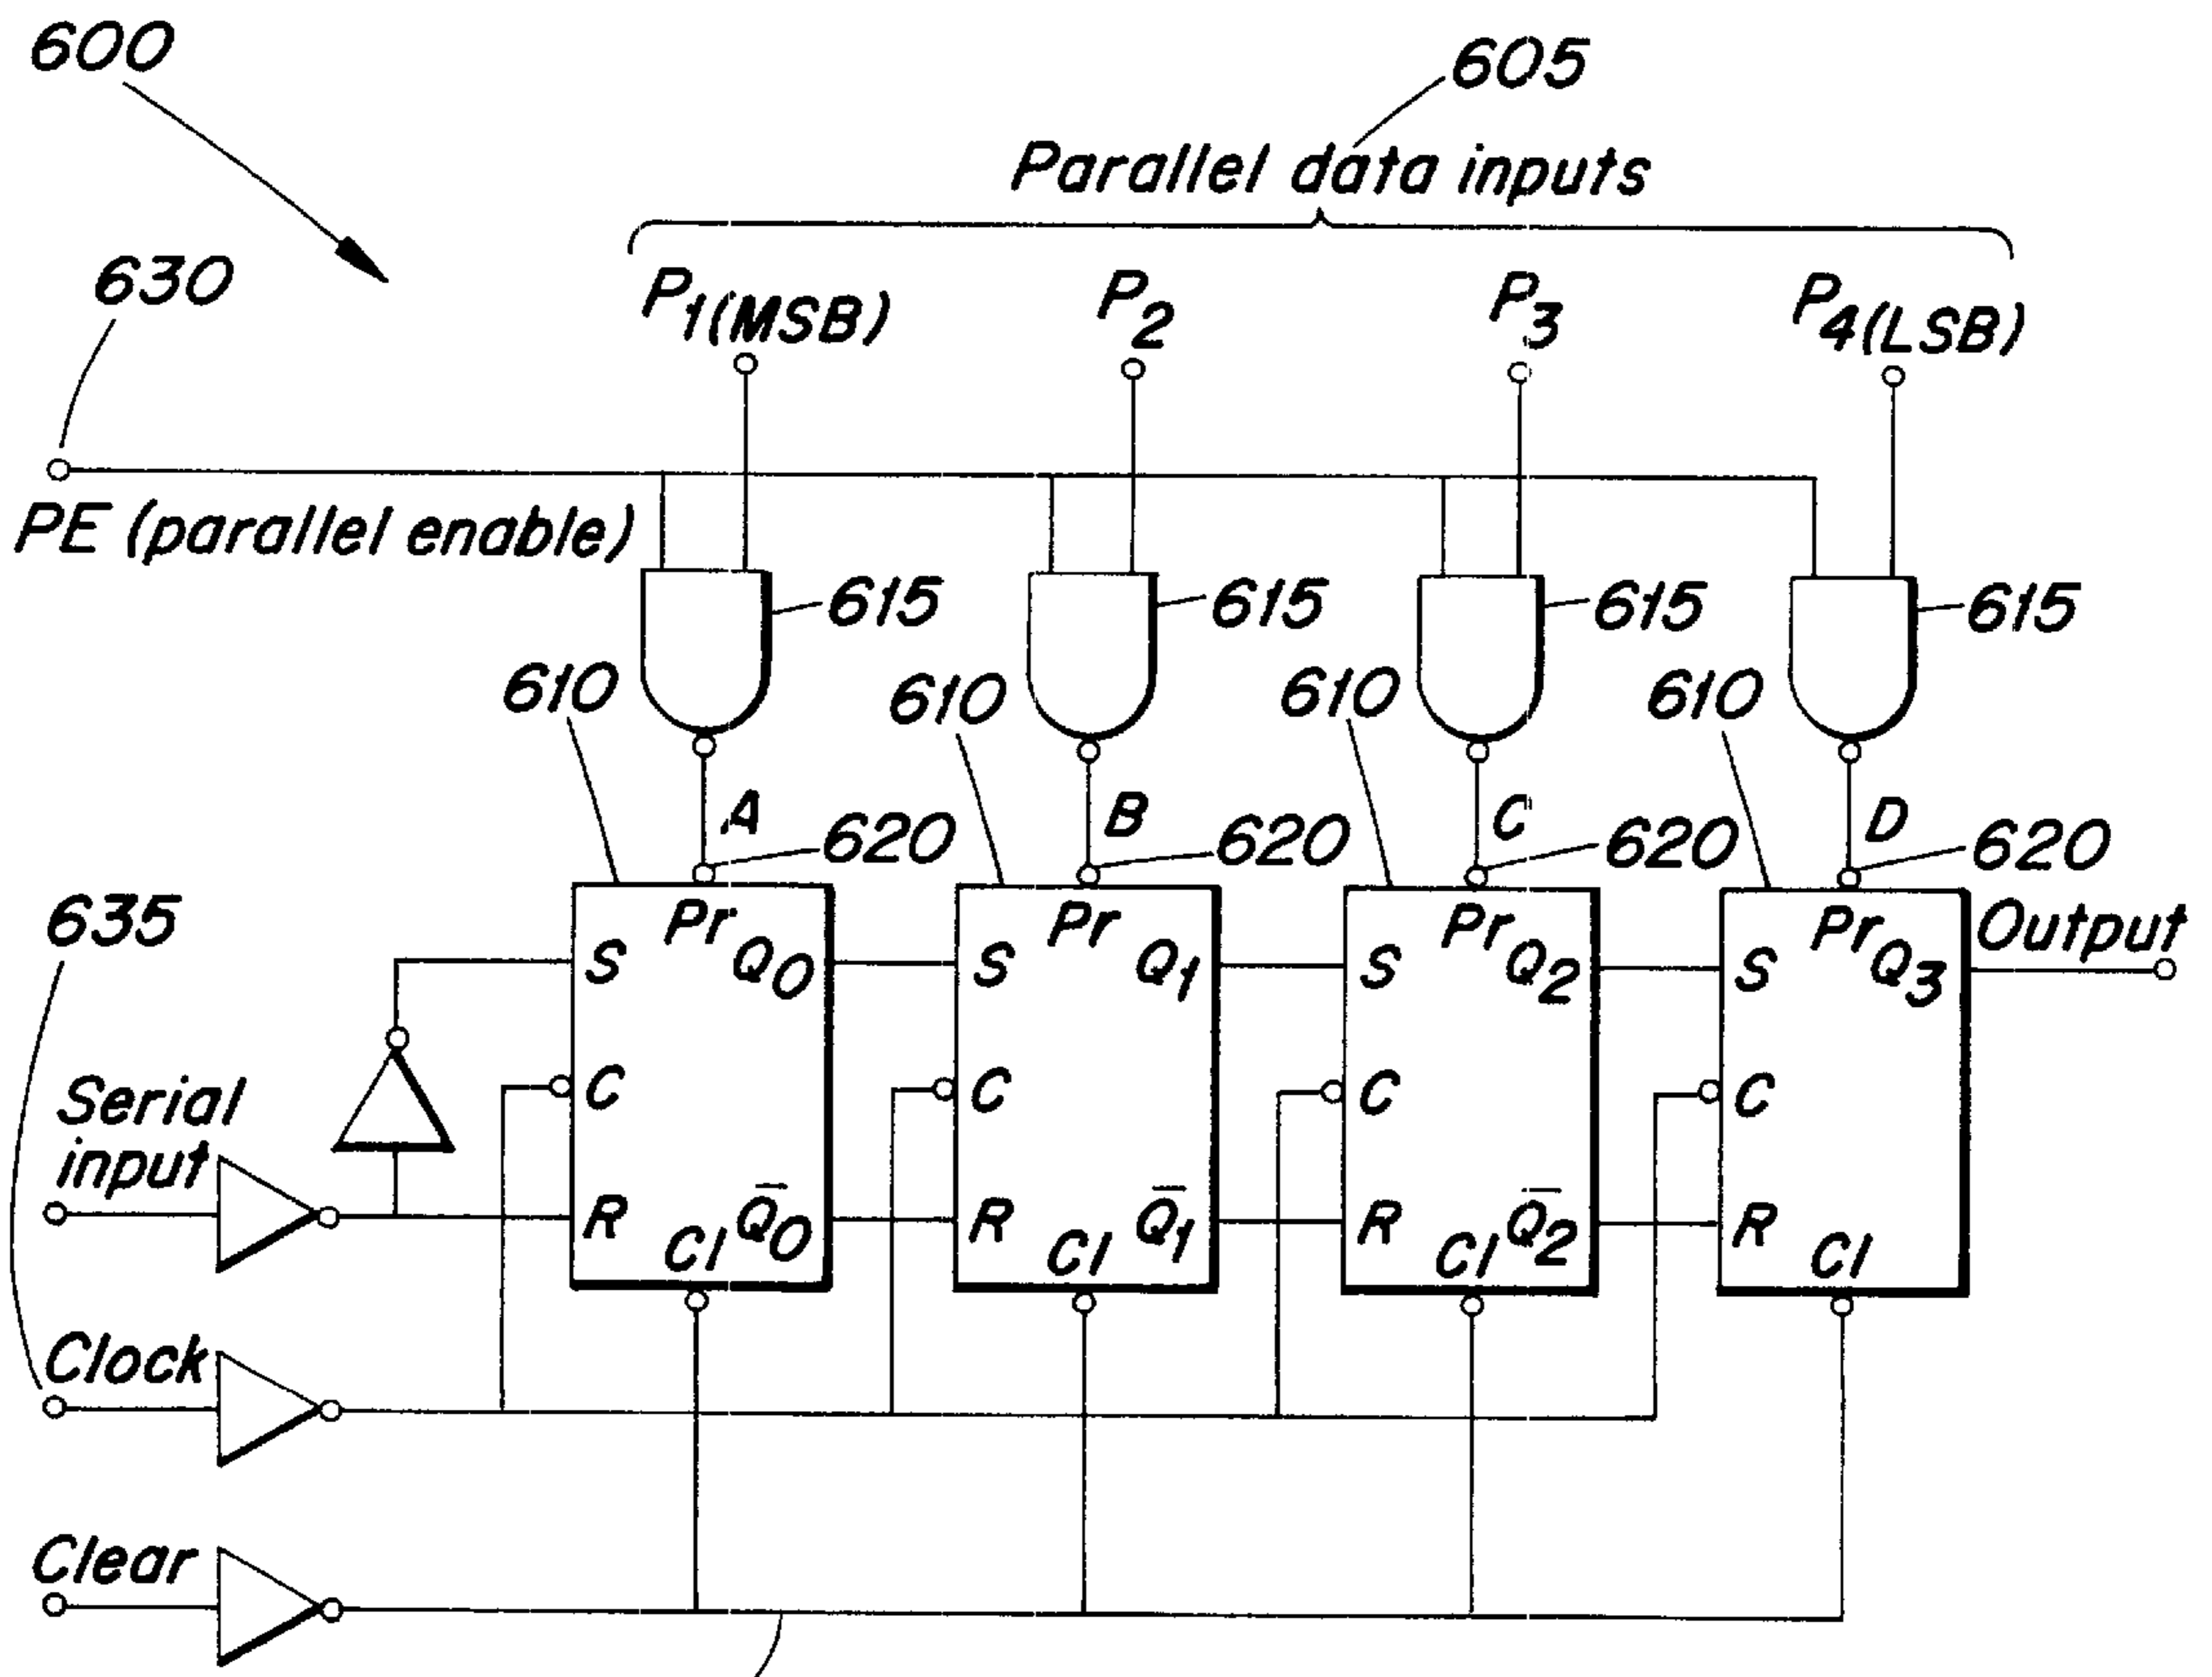 600
605
Parallel data inputs
630
P1(MSB) P2 P3 P4(LSB)
PE (parallel enable)
615 615 615 615
610 610 610 610
A B C D
620 620 620 620
635
Pr Pr Pr Pr Output
S Q0 S Q1 S Q2 S Q3
C C C C
Serial
input
R Q̅0 R Q̅1 R Q̅2 R
Cl Cl Cl Cl
Clock
Clear